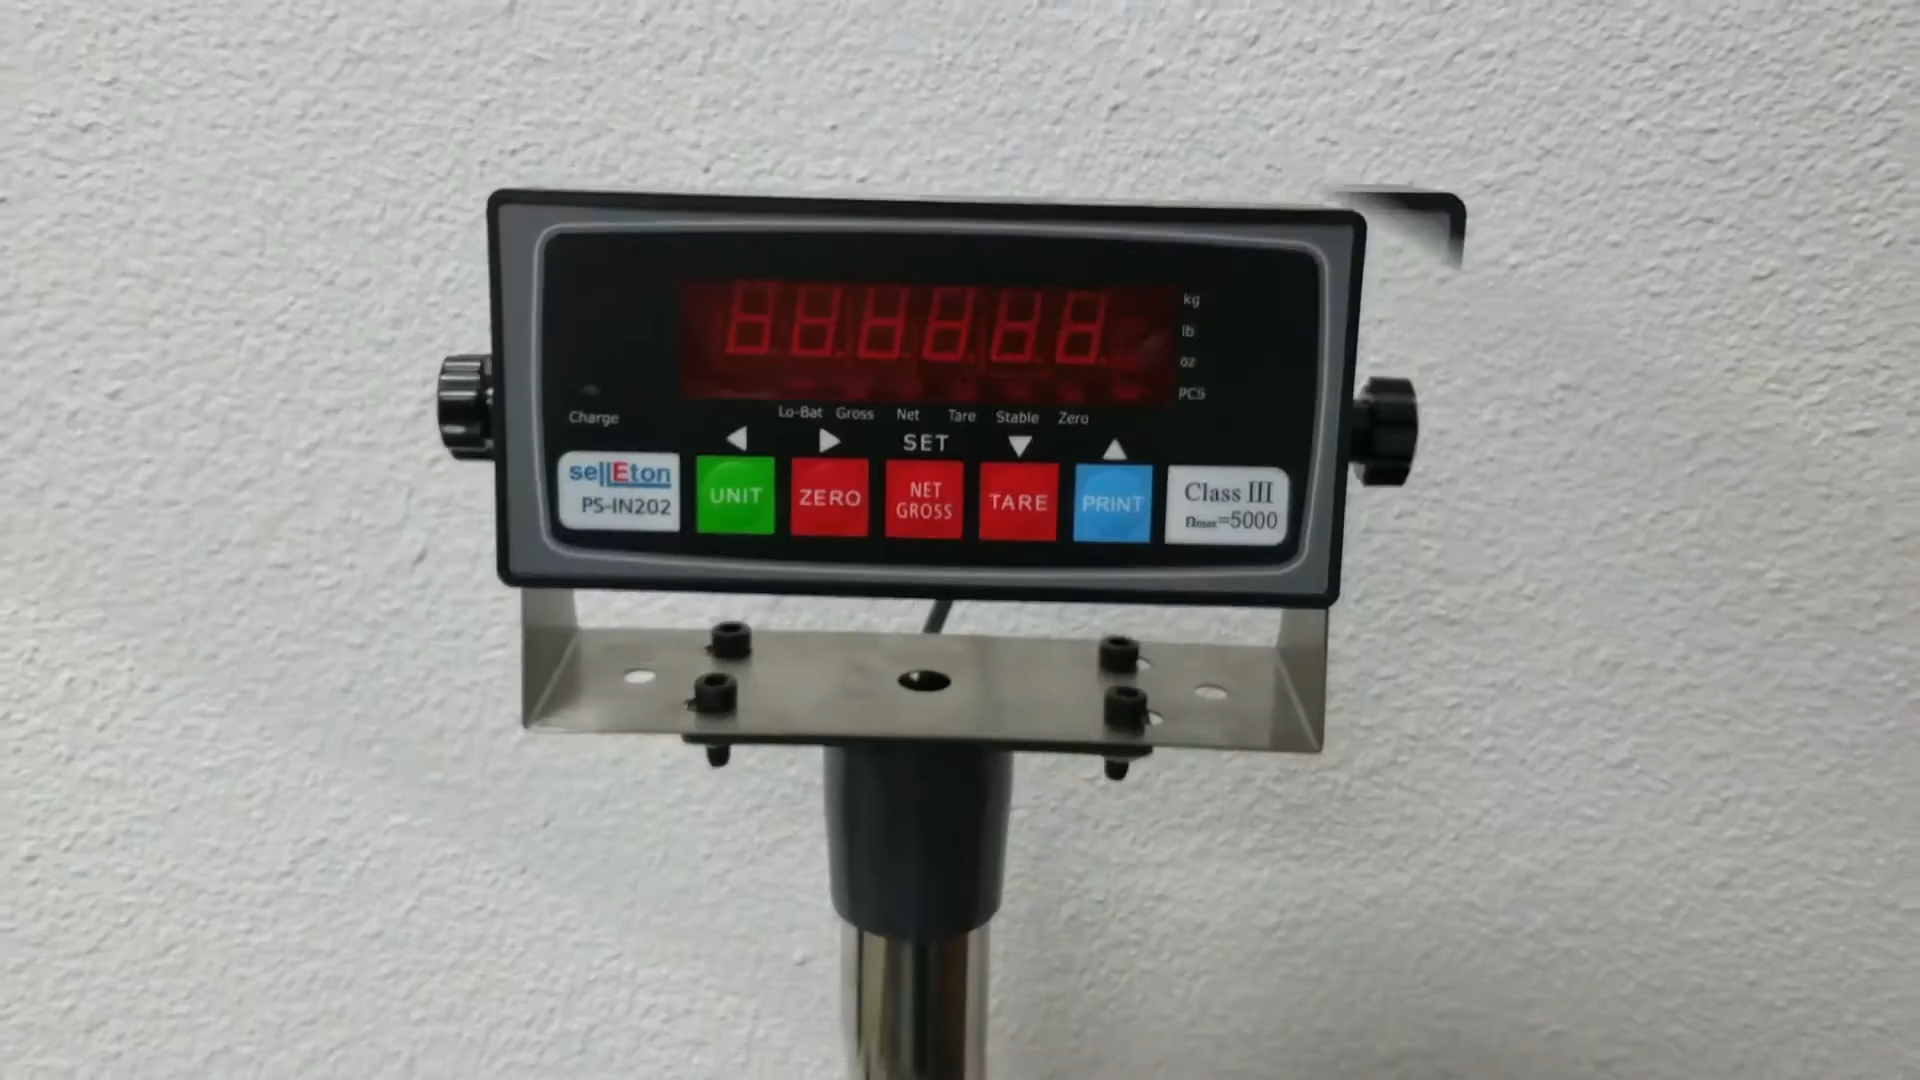 kg
lb
oz
PCS
Charge
Lo-Bat Gross Net Tare Stable Zero
SET
sellEton
PS-IN202
UNIT
ZERO
NET
GROSS
TARE
PRINT
Class III
nmax=5000